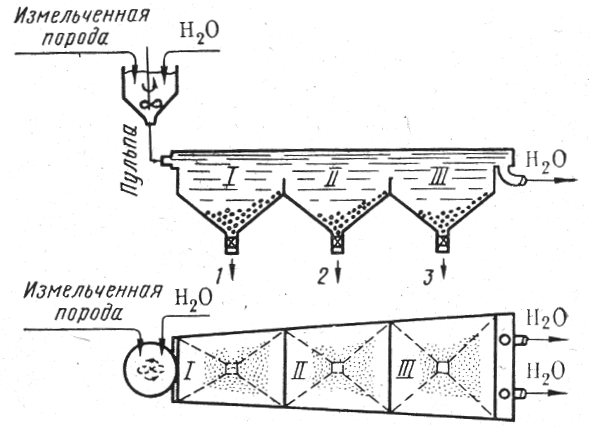 Измельченная
порода
H₂O
Пульпа
I
II
III
H₂O
1
2
3
Измельченная
порода
H₂O
I
II
III
H₂O
H₂O